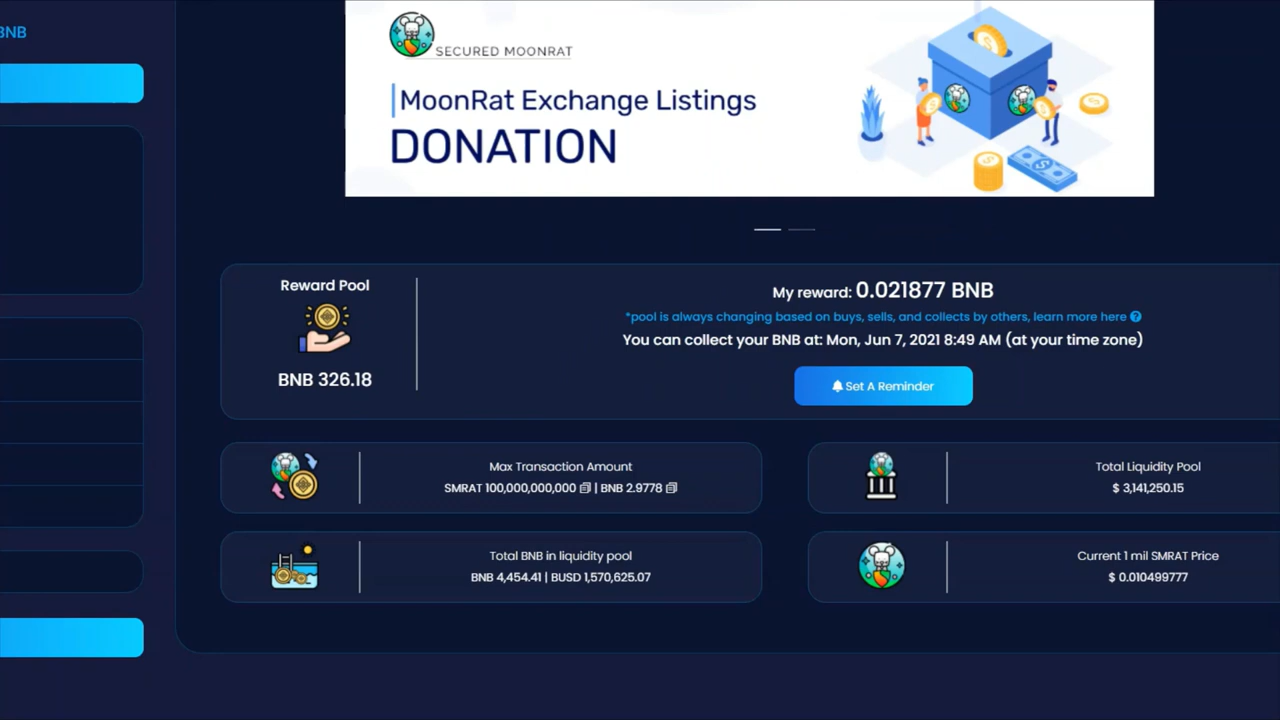 BNB
SECURED MOONRAT
MoonRat Exchange Listings
DONATION
Reward Pool
BNB 326.18
My reward: 0.021877 BNB
*pool is always changing based on buys, sells, and collects by others, learn more here
You can collect your BNB at: Mon, Jun 7, 2021 8:49 AM (at your time zone)
Set A Reminder
Max Transaction Amount
SMRAT 100,000,000,000 | BNB 2.9778
Total Liquidity Pool
$ 3,141,250.15
Total BNB in liquidity pool
BNB 4,454.41 | BUSD 1,570,625.07
Current 1 mil SMRAT Price
$ 0.010499777